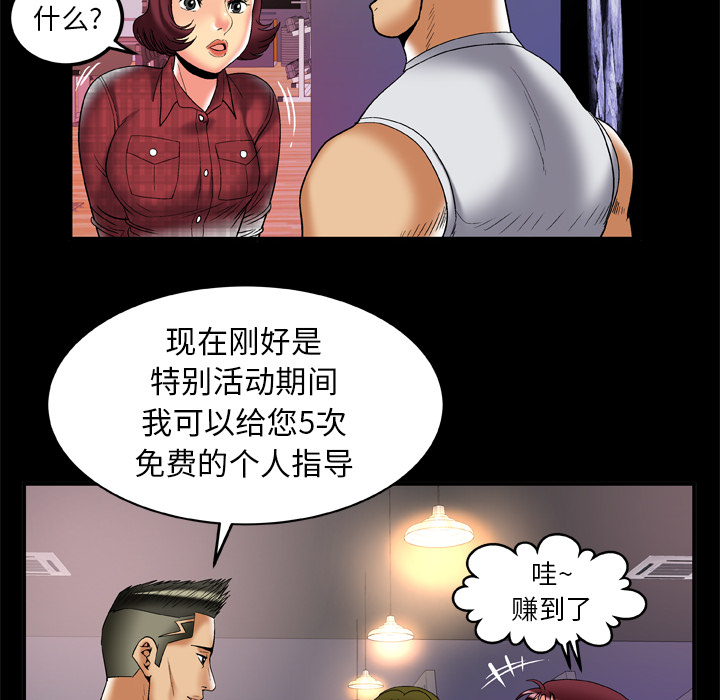 什么?
现在刚好是
特别活动期间
我可以给您5次
免费的个人指导
哇~
赚到了